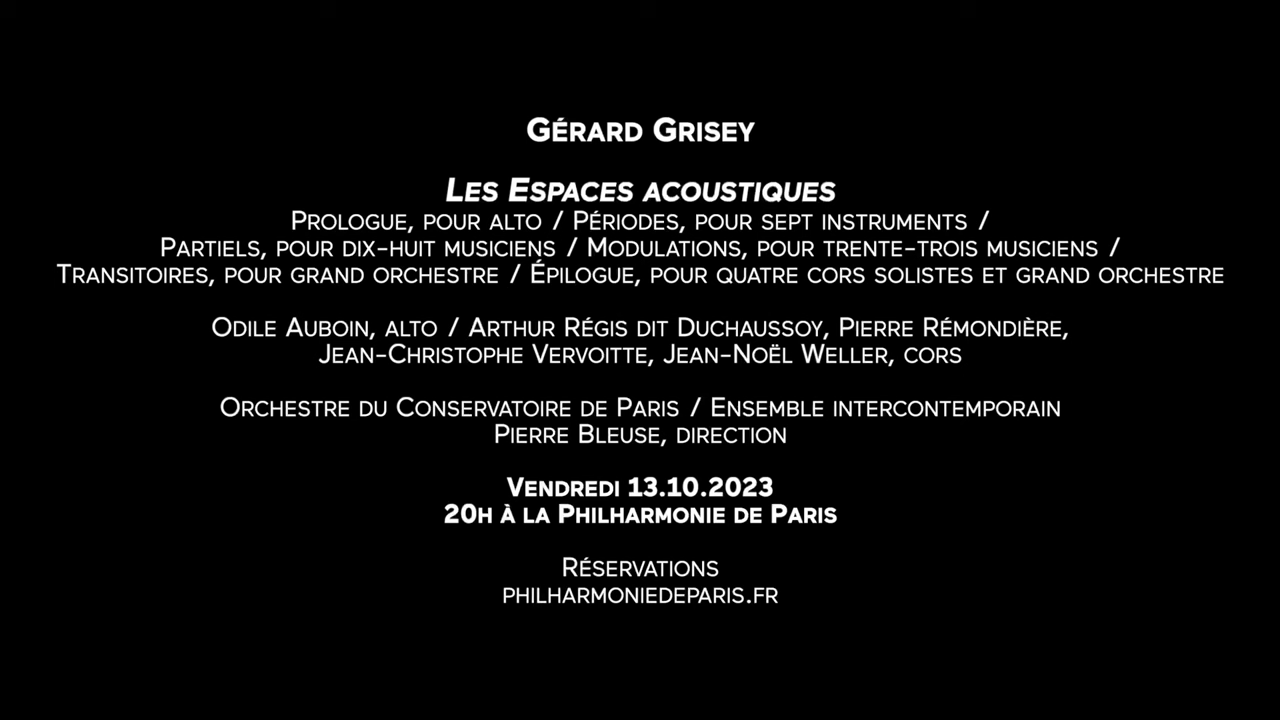 Gérard Grisey
Les Espaces acoustiques
Prologue, pour alto / Périodes, pour sept instruments /
Partiels, pour dix-huit musiciens / Modulations, pour trente-trois musiciens /
Transitoires, pour grand orchestre / Épilogue, pour quatre cors solistes et grand orchestre
Odile Auboin, alto / Arthur Régis dit Duchaussoy, Pierre Rémondière,
Jean-Christophe Vervoitte, Jean-Noël Weller, cors
Orchestre du Conservatoire de Paris / Ensemble intercontemporain
Pierre Bleuse, direction
Vendredi 13.10.2023
20h à la Philharmonie de Paris
Réservations
philharmoniedeparis.fr